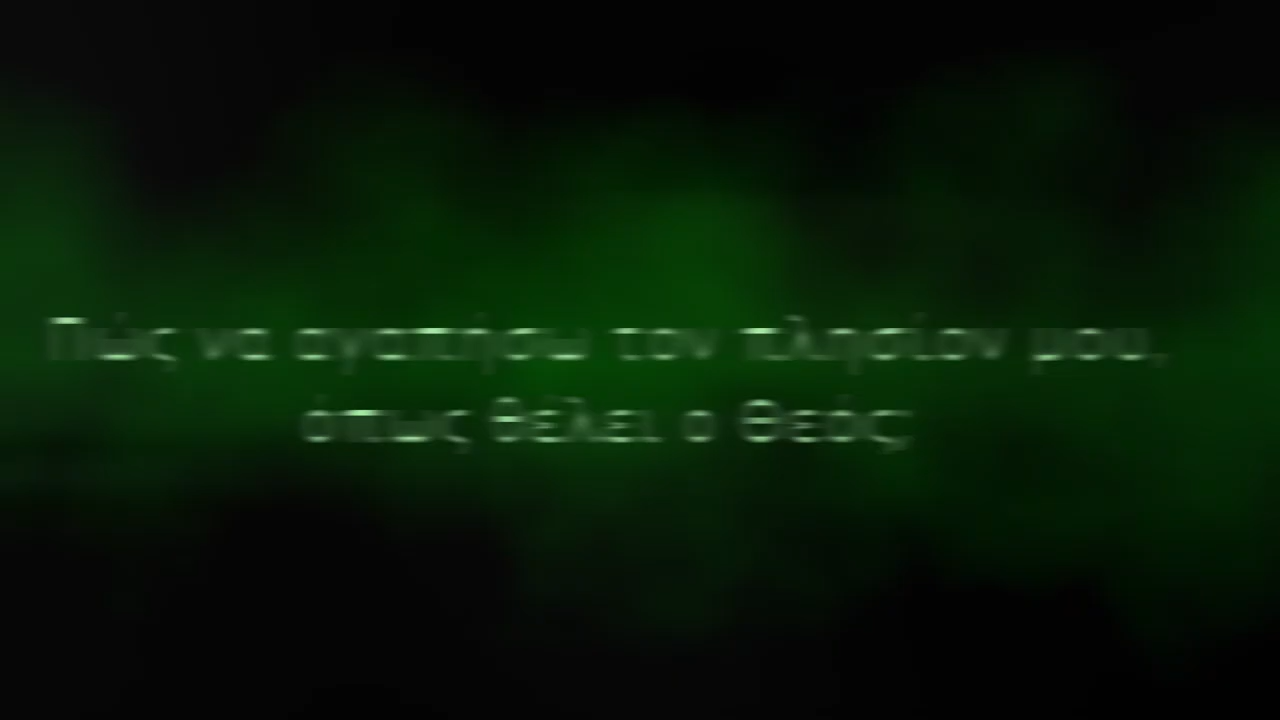 Πώς να αγαπήσω τον πλησίον μου,
όπως θέλει ο Θεός;